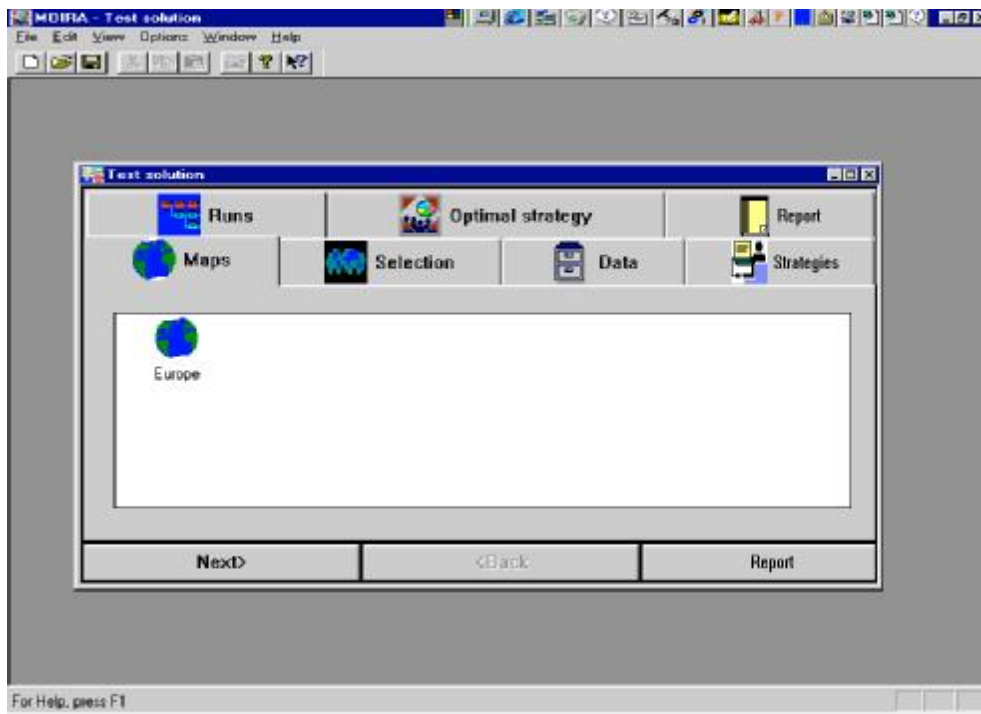 MOIRA - Test solution
File Edit View Options Window Help
Test solution
Runs Optimal strategy Report
Maps Selection Data Strategies
Europe
Next> <Back Report
For Help, press F1